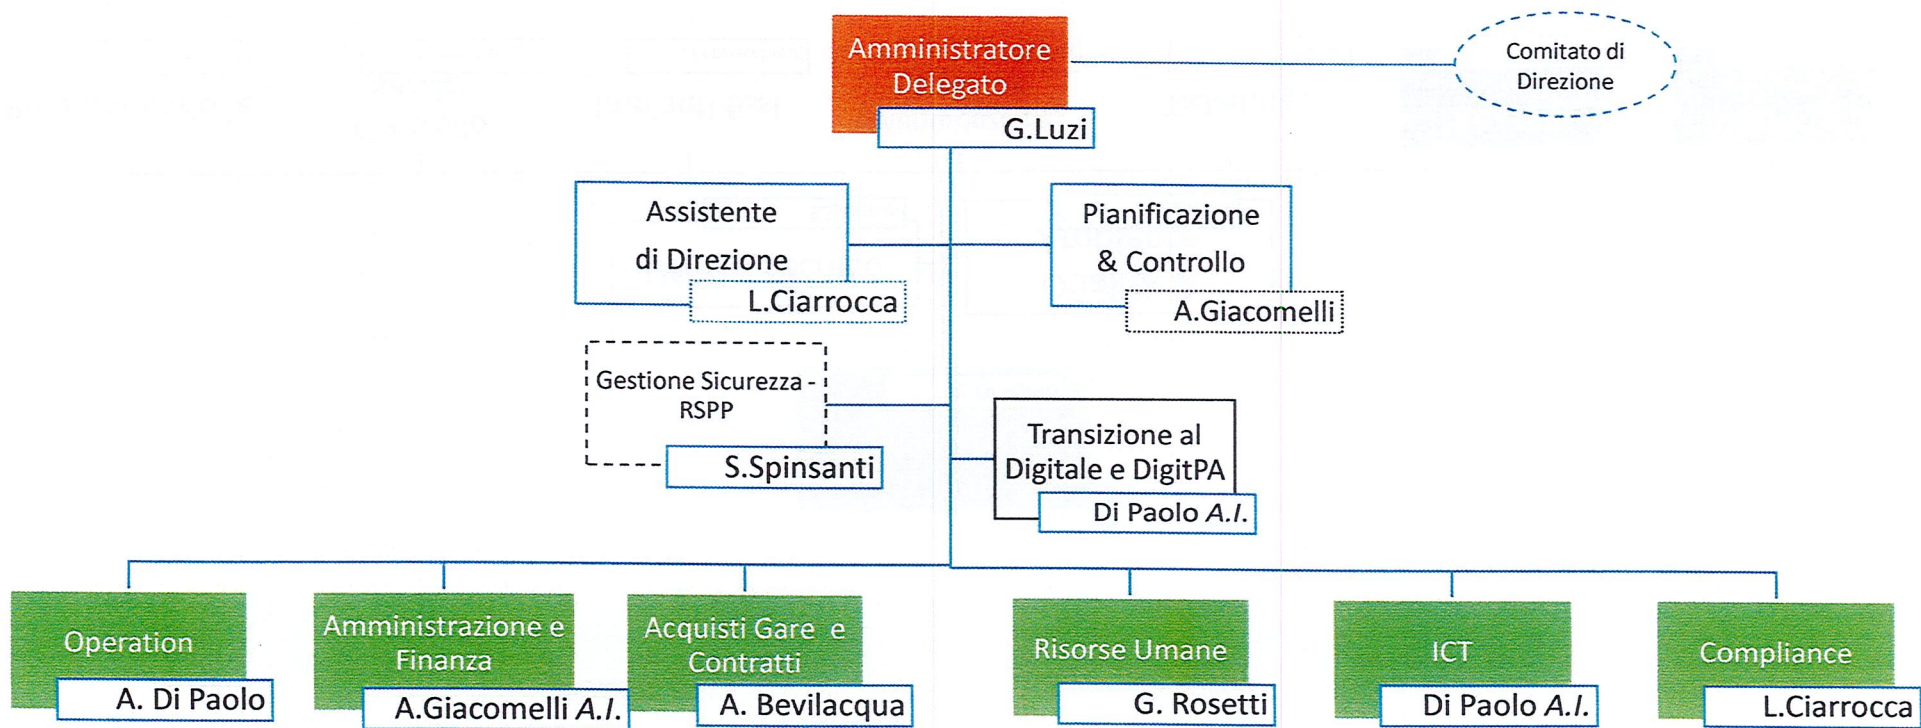 Amministratore
Delegato
G.Luzi
Comitato di
Direzione
Assistente
di Direzione
L.Ciarrocca
Pianificazione
& Controllo
A.Giacomelli
Gestione Sicurezza -
RSPP
S.Spinsanti
Transizione al
Digitale e DigitPA
Di Paolo A.I.
Operation
A. Di Paolo
Amministrazione e
Finanza
A.Giacomelli A.I.
Acquisti Gare e
Contratti
A. Bevilacqua
Risorse Umane
G. Rosetti
ICT
Di Paolo A.I.
Compliance
L.Ciarrocca